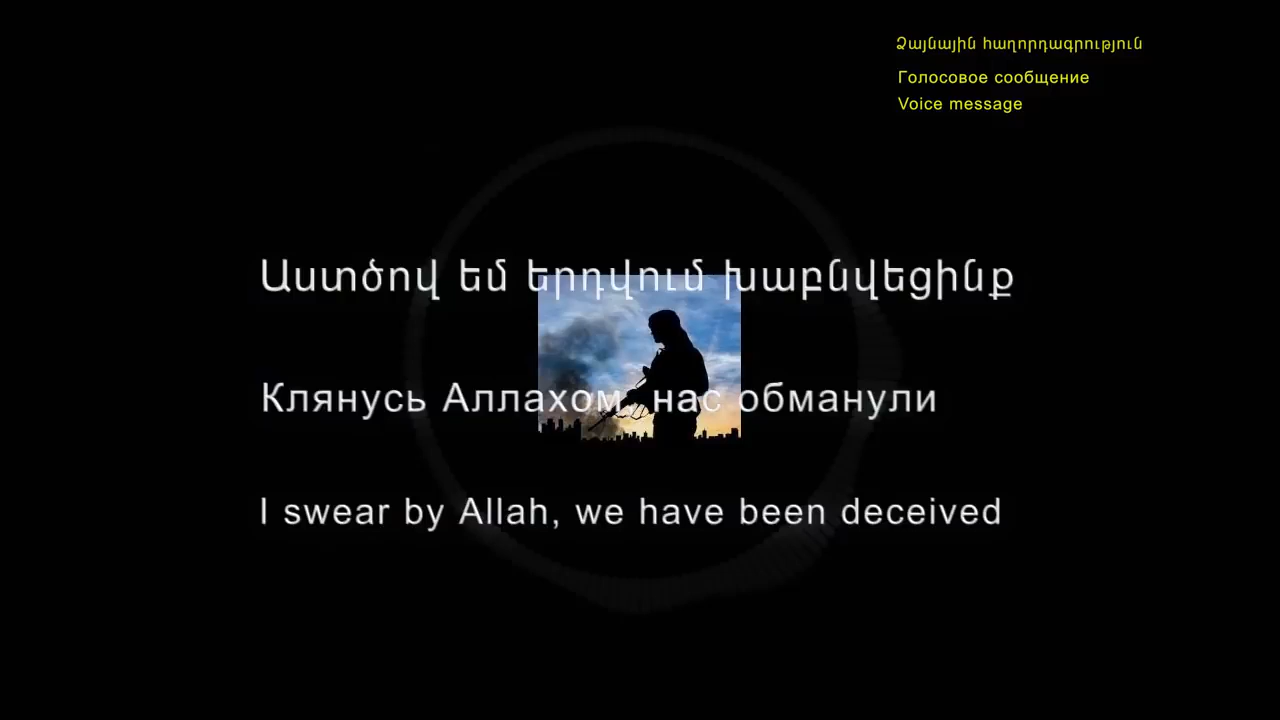 Ձայնային հաղորդագրություն
Голосовое сообщение
Voice message
Աստծով եմ երդվում խաբնվեցինք
Клянусь Аллахом, нас обманули
I swear by Allah, we have been deceived